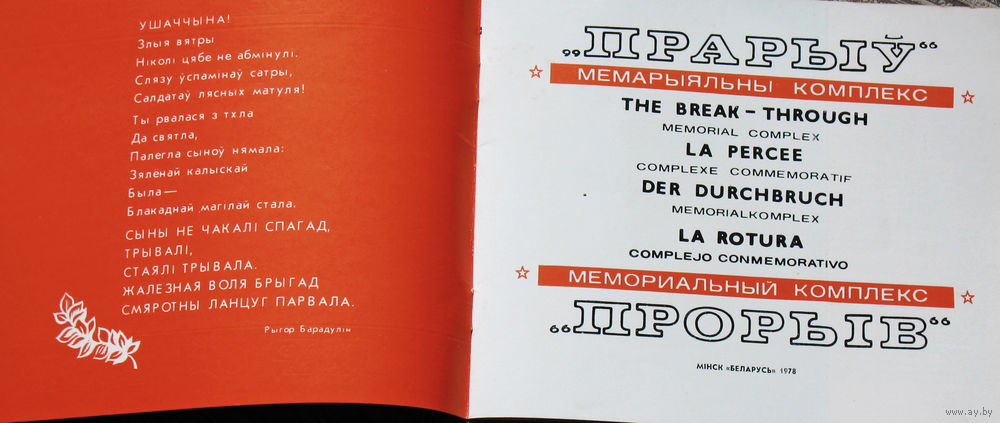 УШАЧЧЫНА!
Злыя вятры
Ніколі цябе не абмінулі.
Слязу ўспамінаў сатры,
Салдатаў лясных матуля!
Ты рвалася з тхла
Да святла,
Палегла сыноў нямала:
Зялёнай калыскай
Была—
Блакаднай магілай стала.
СЫНЫ НЕ ЧАКАЛІ СПАГАД,
ТРЫВАЛІ,
СТАЯЛІ ТРЫВАЛА.
ЖАЛЕЗНАЯ ВОЛЯ БРЫГАД
СМЯРОТНЫ ЛАНЦУГ ПАРВАЛА.
Рыгор Барадулін
„ПРАРЫЎ“
МЕМАРЫЯЛЬНЫ КОМПЛЕКС
THE BREAK – THROUGH
MEMORIAL COMPLEX
LA PERCEE
COMPLEXE COMMEMORATIF
DER DURCHBRUCH
MEMORIALKOMPLEX
LA ROTURA
COMPLEJO CONMEMORATIVO
МЕМОРИАЛЬНЫЙ КОМПЛЕКС
“ПРОРЫВ“
МІНСК «БЕЛАРУСЬ» 1978
www.ay.by